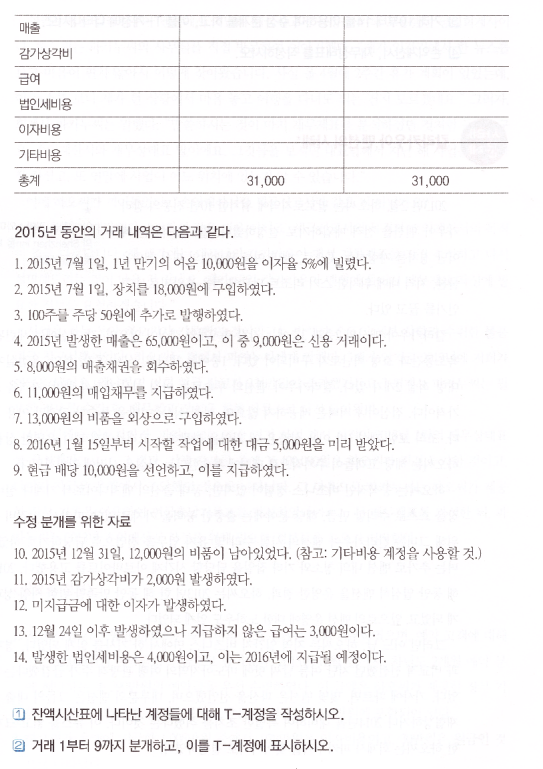 매출
감가상각비
급여
법인세비용
이자비용
기타비용
총계 31,000 31,000
2015년 동안의 거래 내역은 다음과 같다.
1. 2015년 7월 1일, 1년 만기의 어음 10,000원을 이자율 5%에 빌렸다.
2. 2015년 7월 1일, 장치를 18,000원에 구입하였다.
3. 100주를 주당 50원에 추가로 발행하였다.
4. 2015년 발생한 매출은 65,000원이고, 이 중 9,000원은 신용 거래이다.
5. 8,000원의 매출채권을 회수하였다.
6. 11,000원의 매입채무를 지급하였다.
7. 13,000원의 비품을 외상으로 구입하였다.
8. 2016년 1월 15일부터 시작할 작업에 대한 대금 5,000원을 미리 받았다.
9. 현금 배당 10,000원을 선언하고, 이를 지급하였다.
수정 분개를 위한 자료
10. 2015년 12월 31일, 12,000원의 비품이 남아있었다. (참고: 기타비용 계정을 사용할 것.)
11. 2015년 감가상각비가 2,000원 발생하였다.
12. 미지급금에 대한 이자가 발생하였다.
13. 12월 24일 이후 발생하였으나 지급하지 않은 급여는 3,000원이다.
14. 발생한 법인세비용은 4,000원이고, 이는 2016년에 지급될 예정이다.
1 잔액시산표에 나타난 계정들에 대해 T-계정을 작성하시오.
2 거래 1부터 9까지 분개하고, 이를 T-계정에 표시하시오.